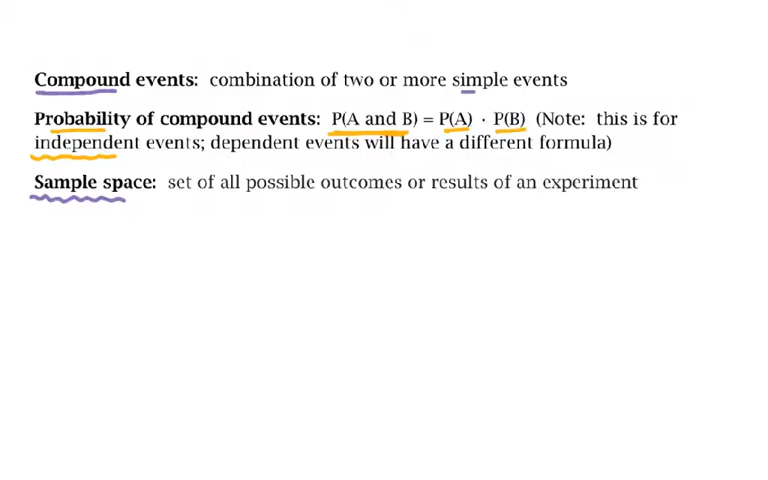 Compound events: combination of two or more simple events
Probability of compound events: P(A and B) = P(A) · P(B) (Note: this is for
independent events; dependent events will have a different formula)
Sample space: set of all possible outcomes or results of an experiment